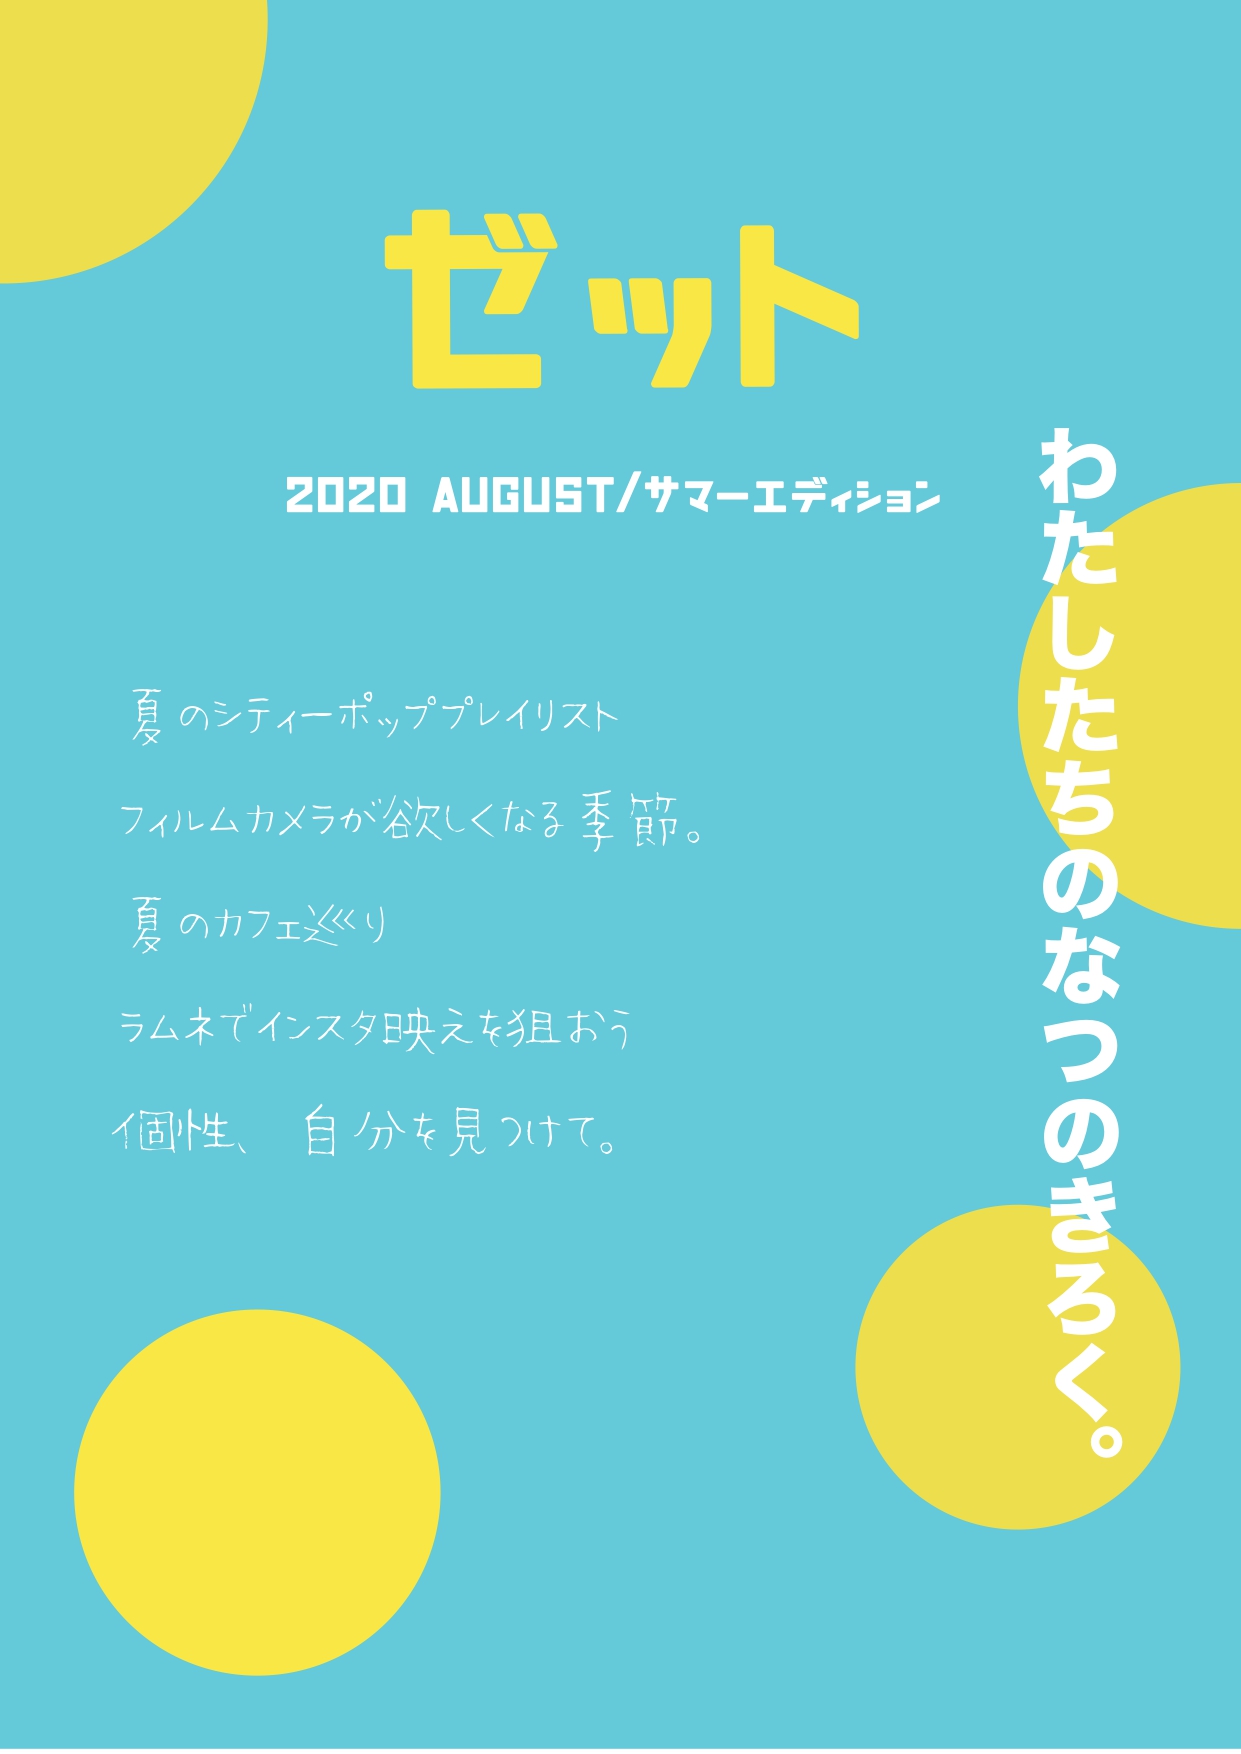 ゼット
2020 AUGUST/サマーエディション
わたしたちのなつのきろく。
夏のシティーポッププレイリスト
フィルムカメラが欲しくなる季節。
夏のカフェ巡り
ラムネでインスタ映えを狙おう
個性、自分を見つけて。